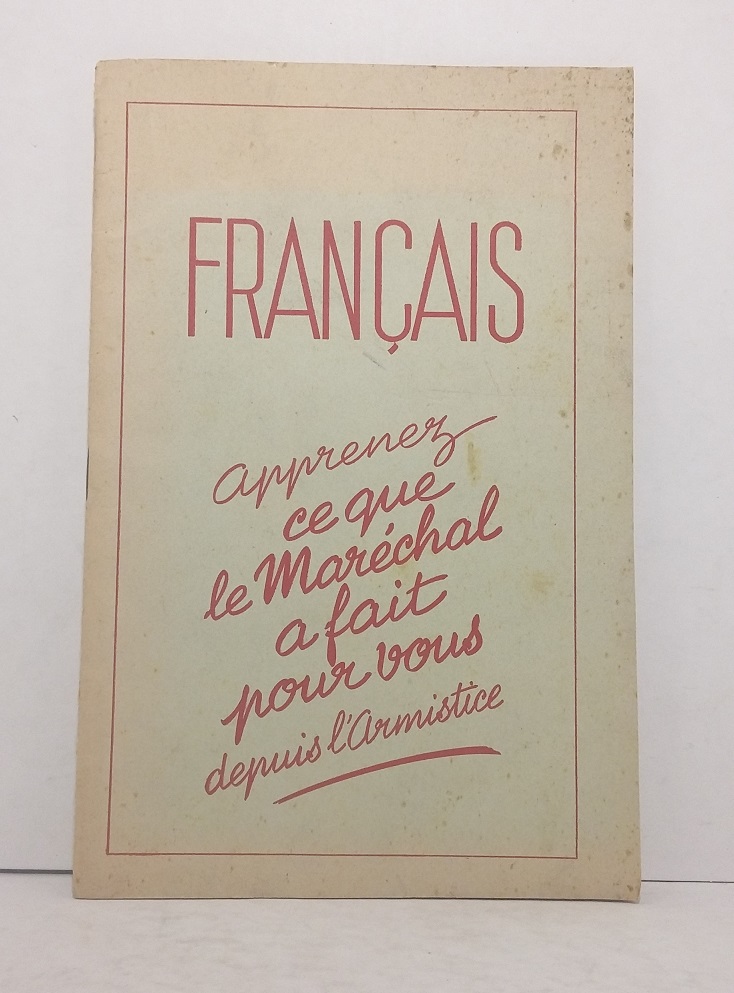 FRANÇAIS
apprenez
ce que
le Maréchal
a fait
pour vous
depuis l'Armistice